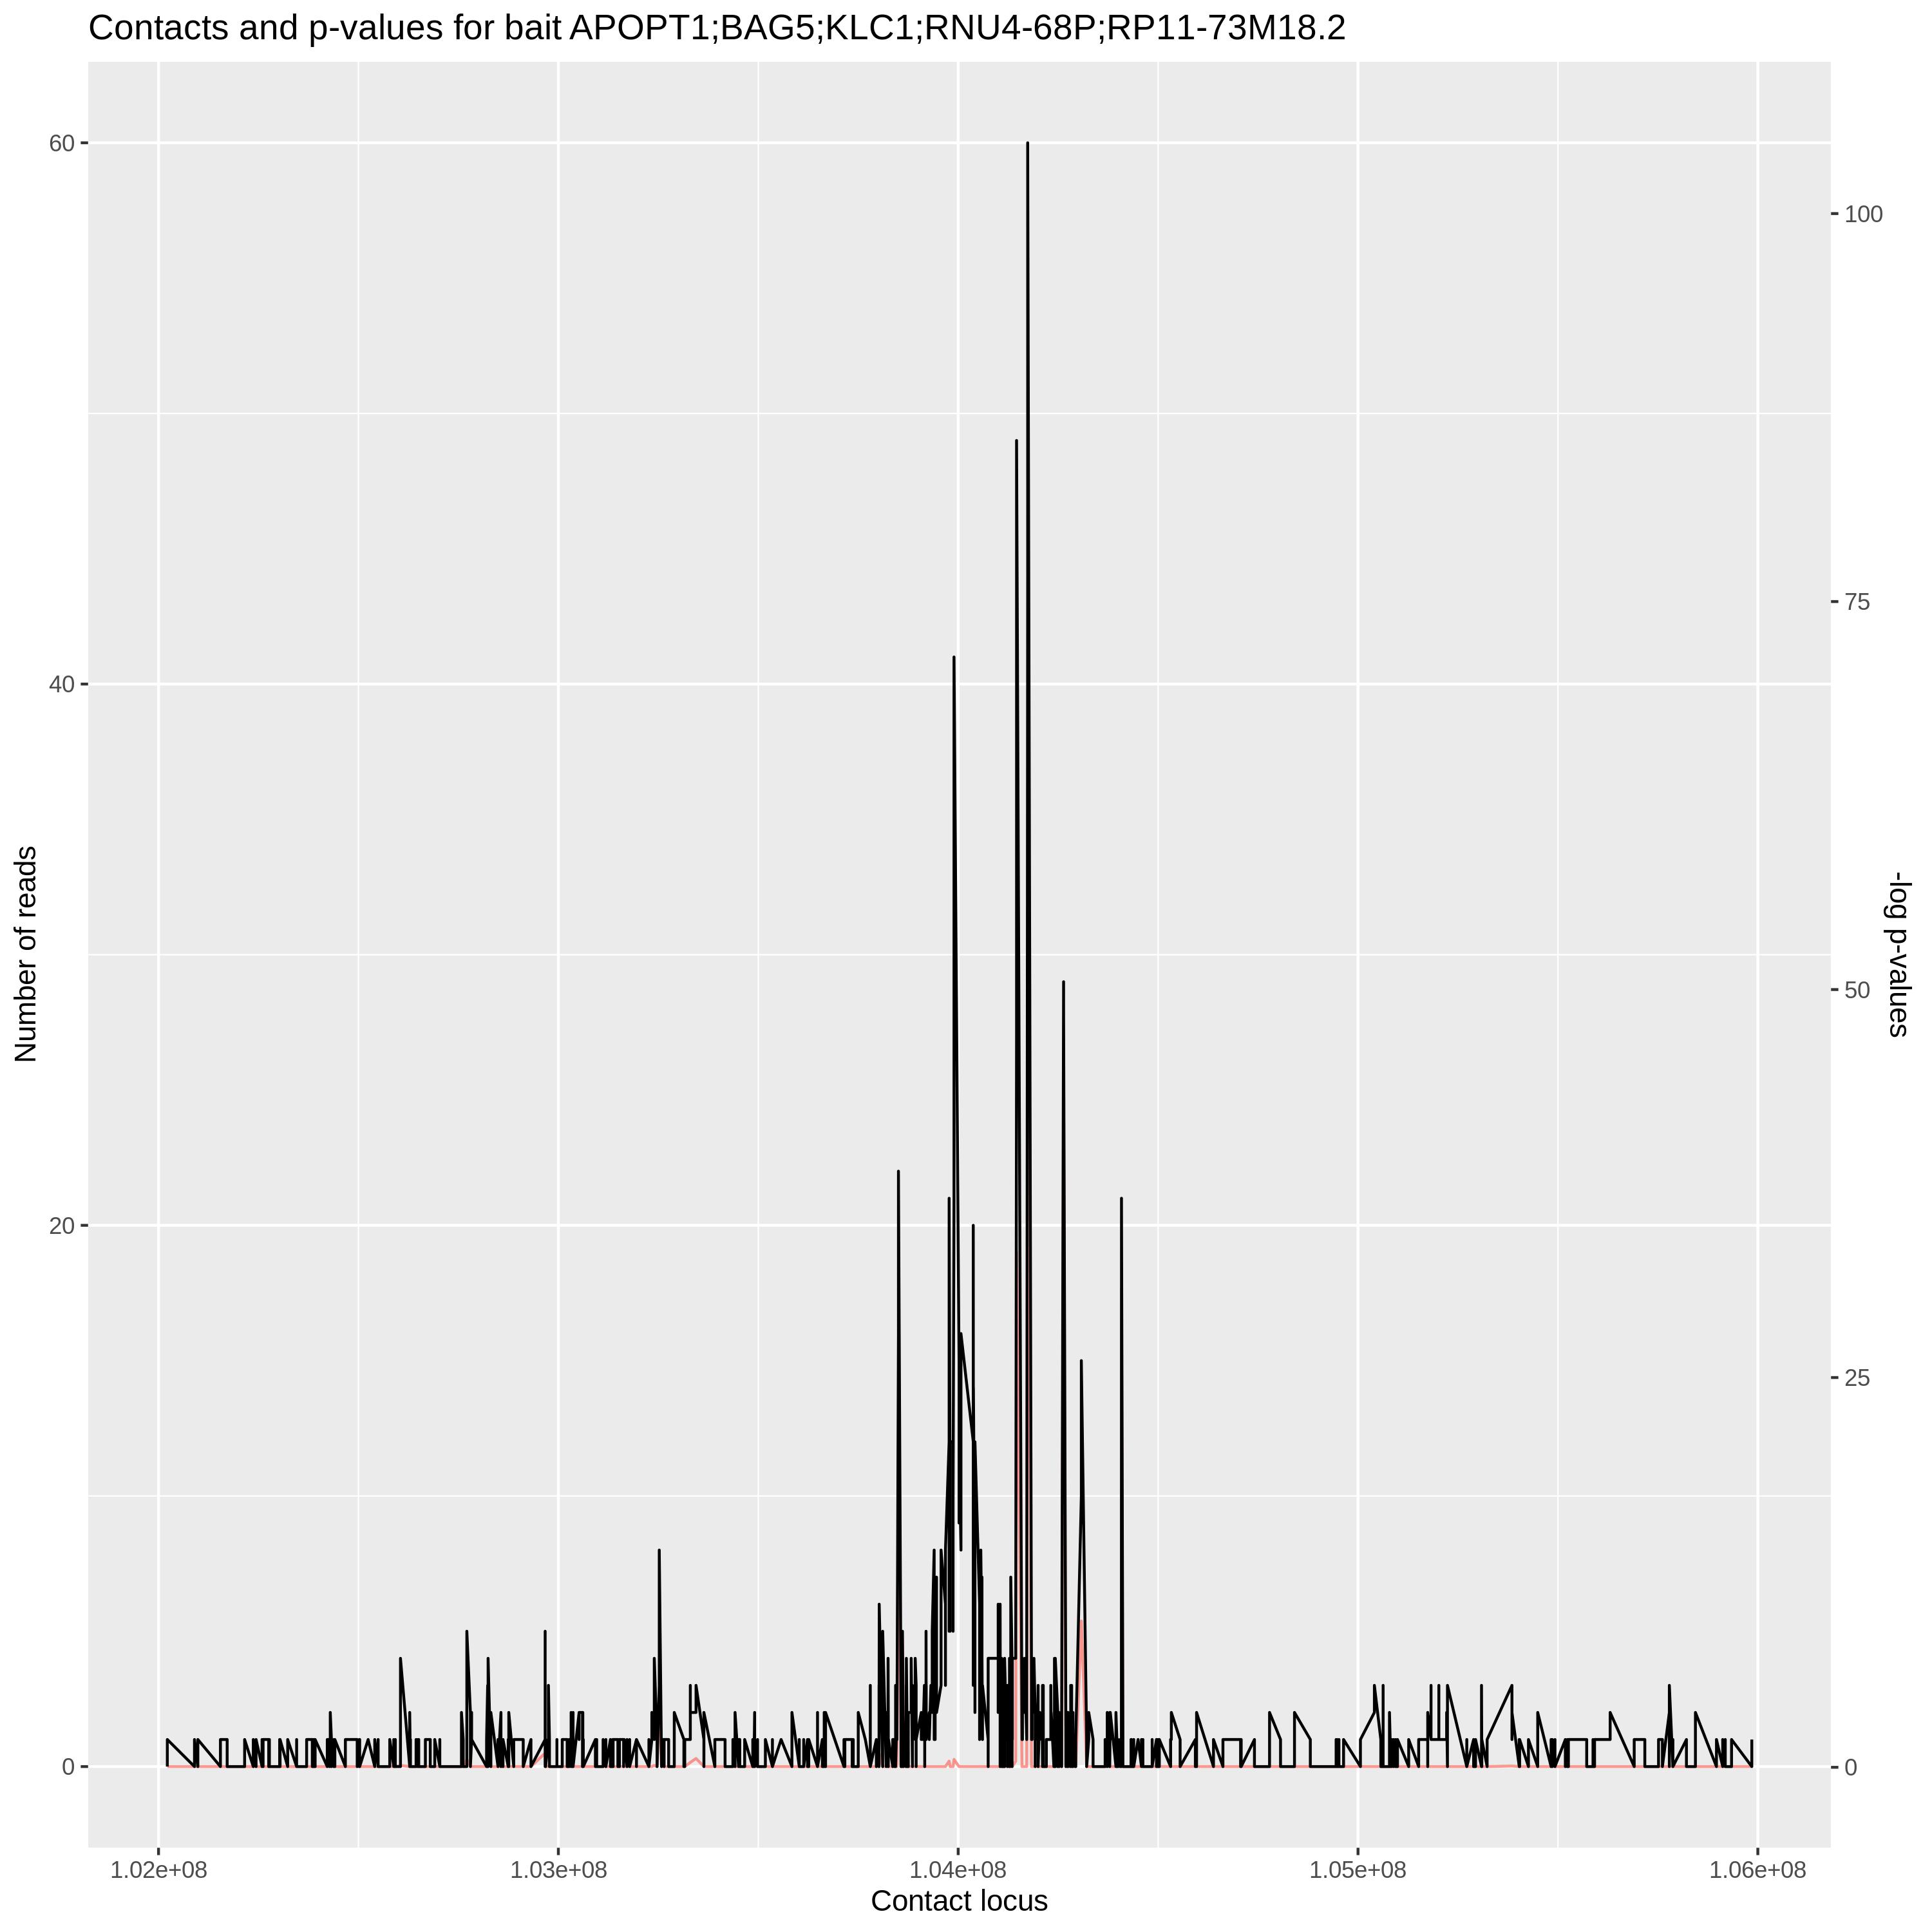 Contacts and p-values for bait APOPT1;BAG5;KLC1;RNU4-68P;RP11-73M18.2
60
40
20
0
Number of reads
100
75
50
25
0
-log p-values
1.02e+08
1.03e+08
1.04e+08
1.05e+08
1.06e+08
Contact locus